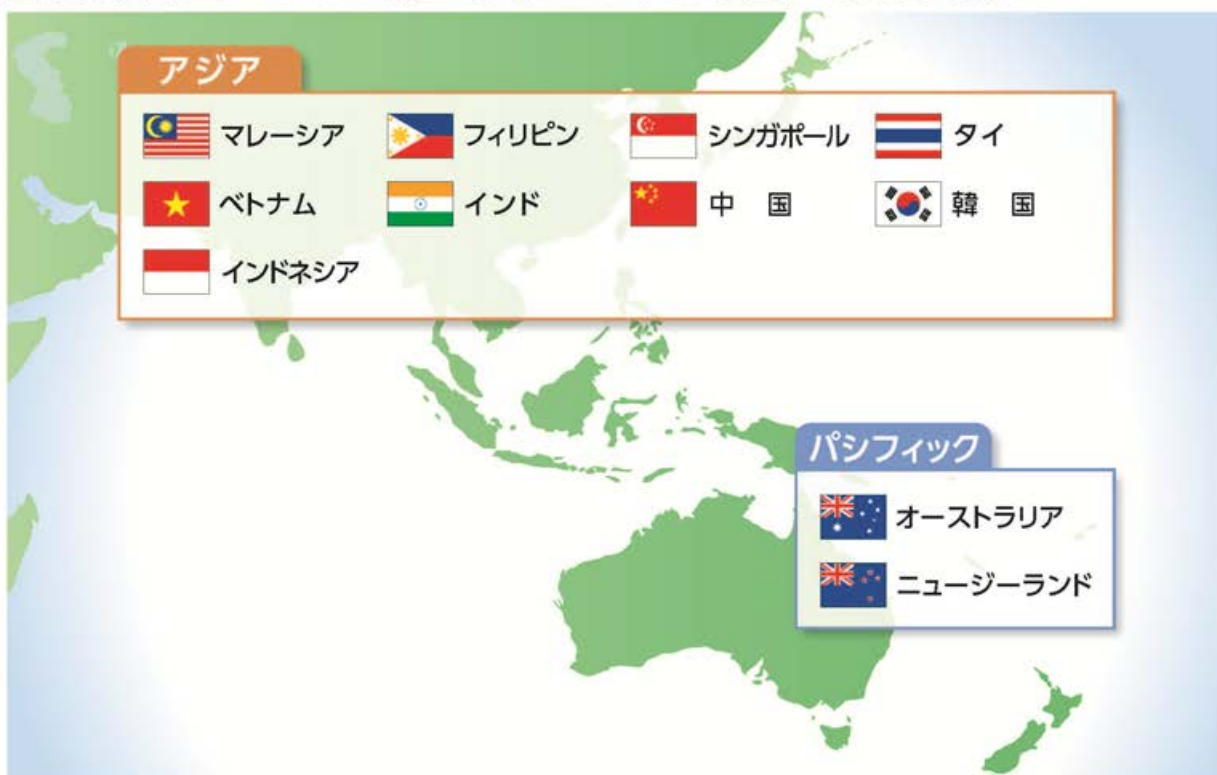 アジア
マレーシア フィリピン シンガポール タイ
ベトナム インド 中 国 韓 国
インドネシア
パシフィック
オーストラリア
ニュージーランド